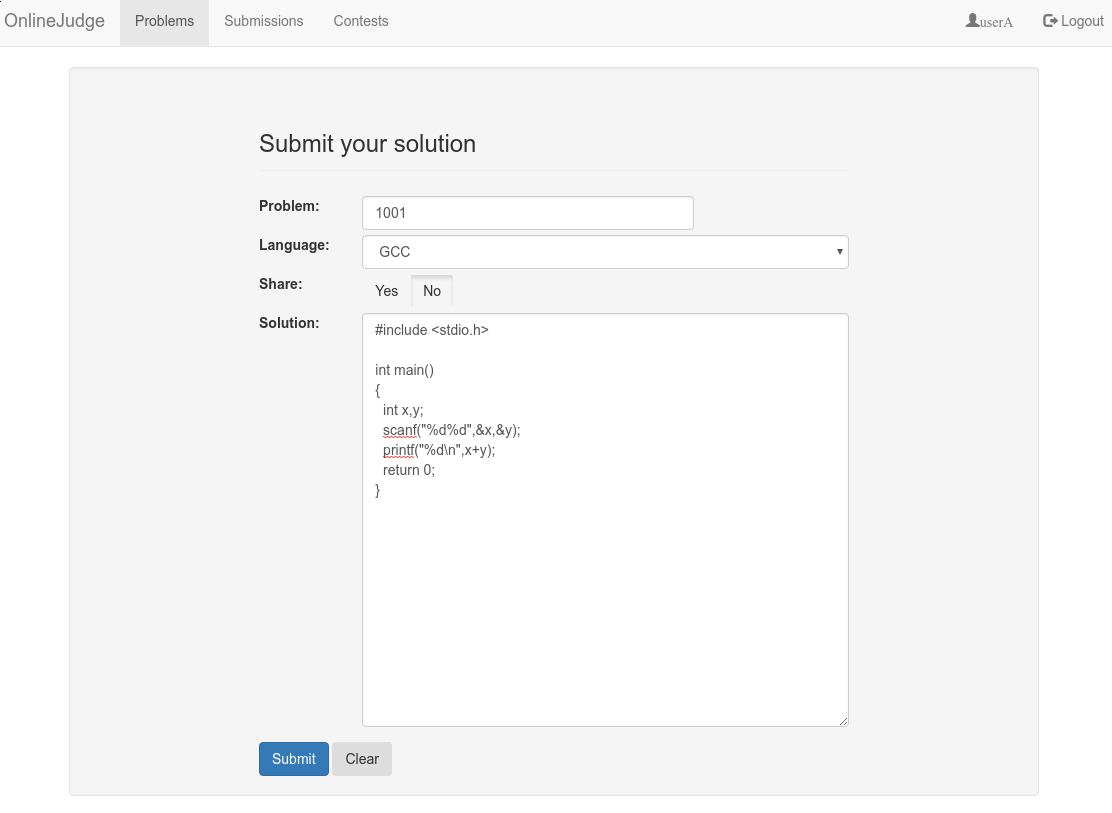 OnlineJudge Problems Submissions Contests userA Logout
Submit your solution
Problem: 1001
Language: GCC
Share: Yes No
Solution:
#include <stdio.h>
int main()
{
int x,y;
scanf("%d%d",&x,&y);
printf("%d\n",x+y);
return 0;
}
Submit Clear